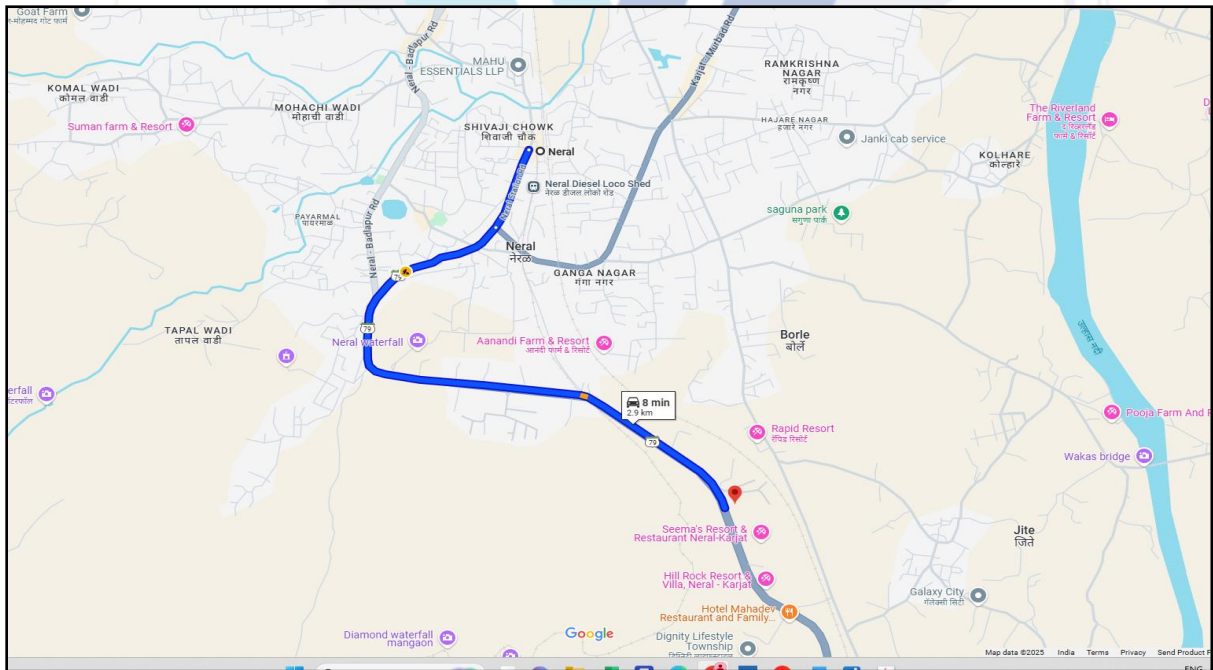 Goat Farm
Neral - Badlapur Rd
MAHU
ESSENTIALS LLP
KOMAL WADI
कोमल वाडी
MOHACHI WADI
मोहाची वाडी
Suman farm & Resort
SHIVAJI CHOWK
शिवाजी चौक
Neral
Karjat - Murbad Rd
RAMKRISHNA
NAGAR
रामकृष्ण
नगर
HAJARE NAGAR
हजारे नगर
Janki cab service
The Riverland
Farm & Resort
KOLHARE
कोल्हारे
Neral Diesel Loco Shed
नेरळ डीजल लोको शेड
saguna park
सगुणा पार्क
PAYARMAL
पायरमाळ
Neral - Badlapur Rd
Neral
नेरळ
GANGA NAGAR
गंगा नगर
79
TAPAL WADI
तापल वाडी
79
Neral waterfall
Aanandi Farm & Resort
आनंदी फार्म & रिसॉर्ट
Borle
बोर्ले
erfall
8 min
2.9 km
79
Rapid Resort
रॅपिड रिसॉर्ट
Pooja Farm And
Wakas bridge
Seema's Resort &
Restaurant Neral-Karjat
Jite
जिते
Hill Rock Resort &
Villa, Neral - Karjat
Galaxy City
गॅलेक्सी सिटी
Hotel Mahadev
Restaurant and Family...
Diamond waterfall
mangaon
Google
Dignity Lifestyle
Township
Map data ©2025 India Terms Privacy Send Product F
ENG